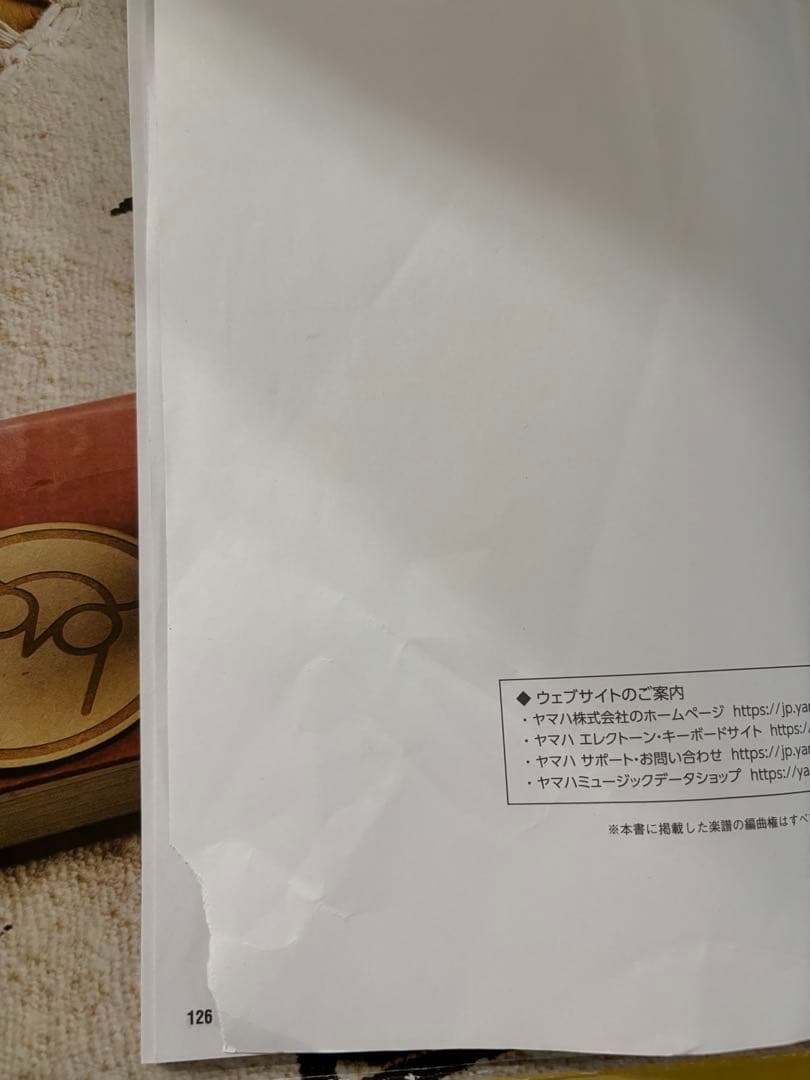 ◆ ウェブサイトのご案内
・ヤマハ株式会社のホームページ https://jp.yam
・ヤマハ エレクトーン・キーボードサイト https:/
・ヤマハ サポート・お問い合わせ https://jp.yam
・ヤマハミュージックデータショップ https://ya
※本書に掲載した楽譜の編曲権はすべ
126